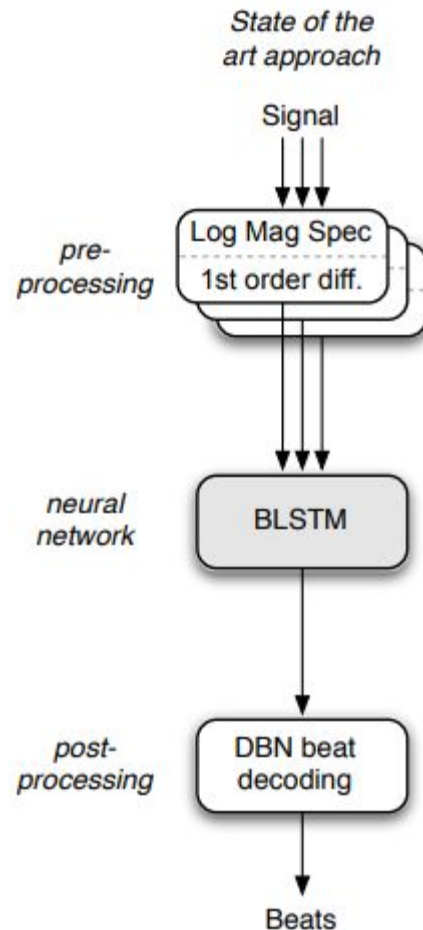 State of the
art approach
Signal
pre-
processing
Log Mag Spec
1st order diff.
neural
network
BLSTM
post-
processing
DBN beat
decoding
Beats